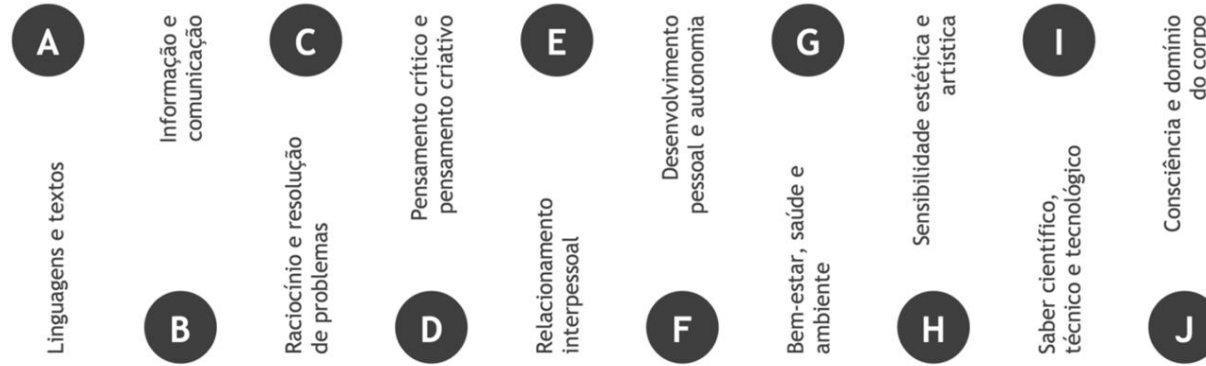 A
Linguagens e textos
Informação e
comunicação
B
C
Raciocínio e resolução
de problemas
Pensamento crítico e
pensamento criativo
D
E
Relacionamento
interpessoal
Desenvolvimento
pessoal e autonomia
F
G
Bem-estar, saúde e
ambiente
Sensibilidade estética e
artística
H
I
Saber científico,
técnico e tecnológico
Consciência e domínio
do corpo
J